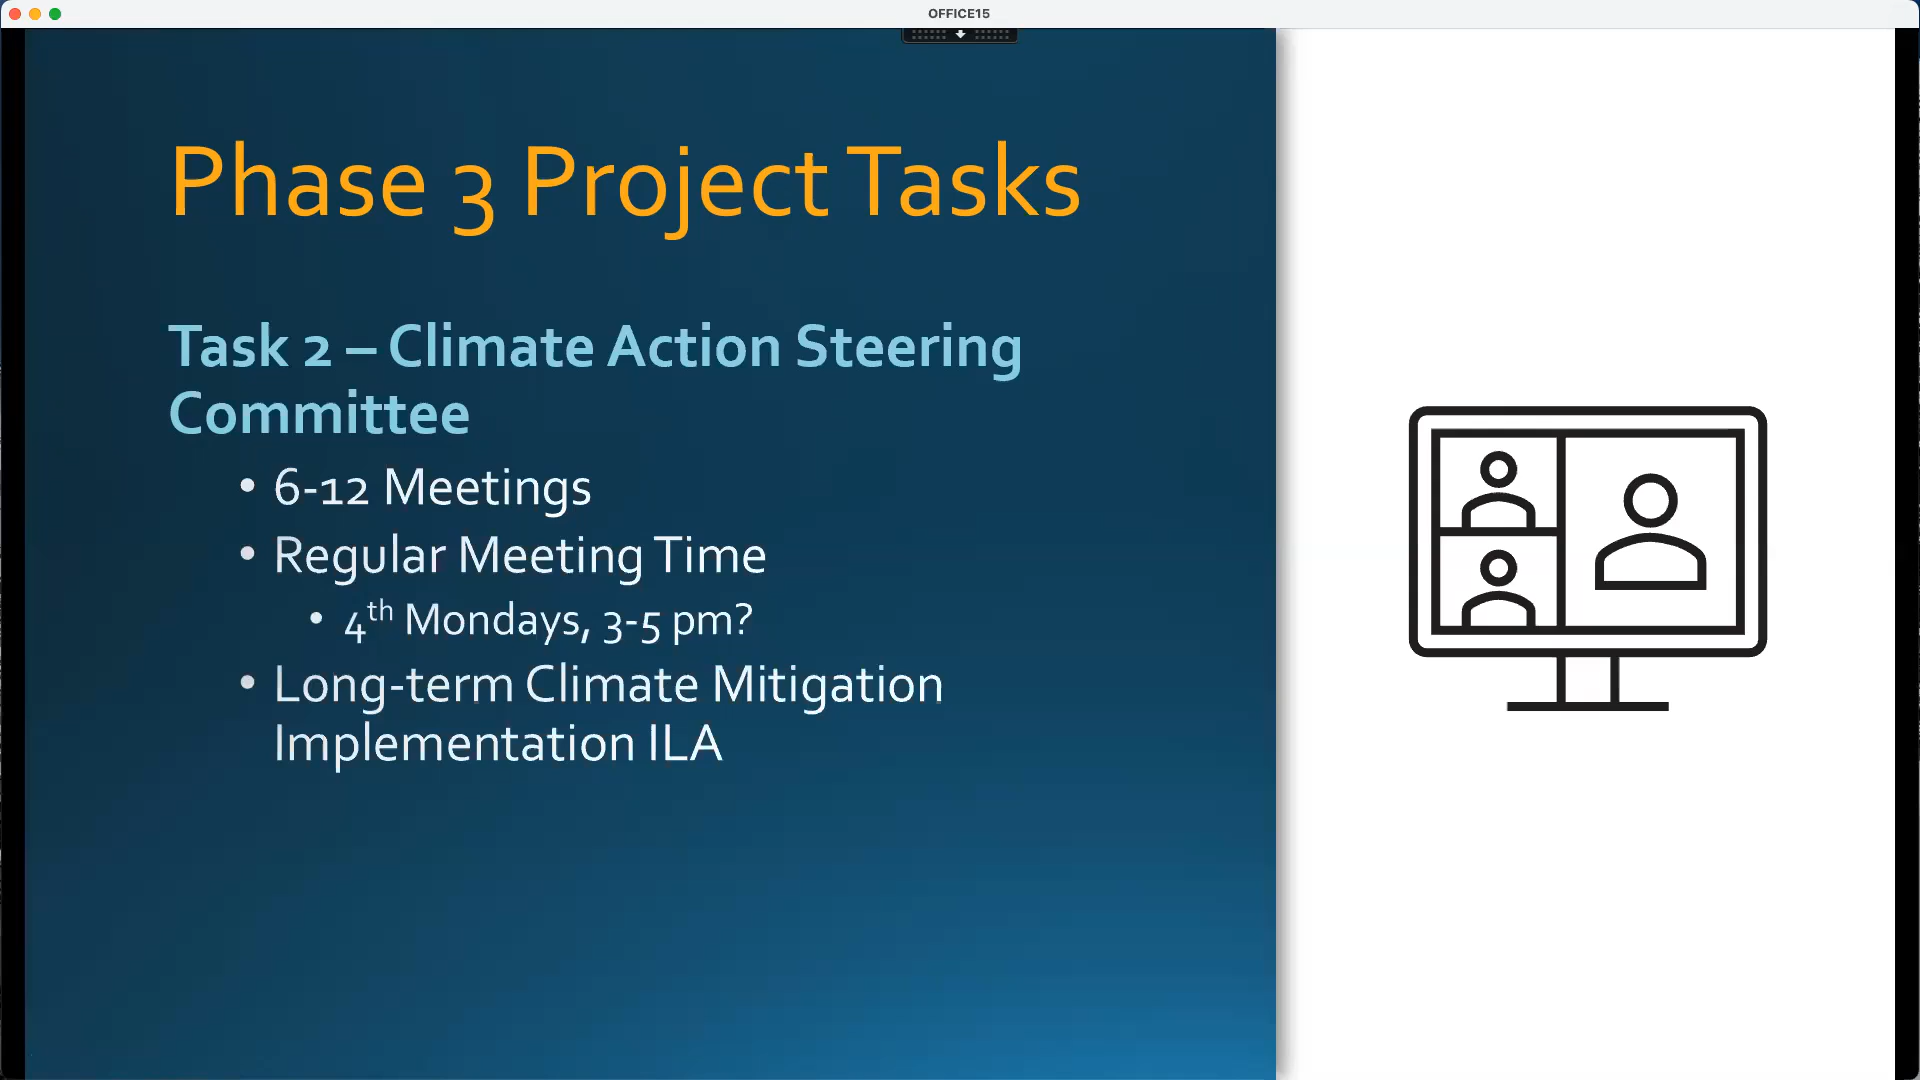 OFFICE15
Phase 3 Project Tasks
Task 2 – Climate Action Steering
Committee
• 6-12 Meetings
• Regular Meeting Time
• 4th Mondays, 3-5 pm?
• Long-term Climate Mitigation
Implementation ILA